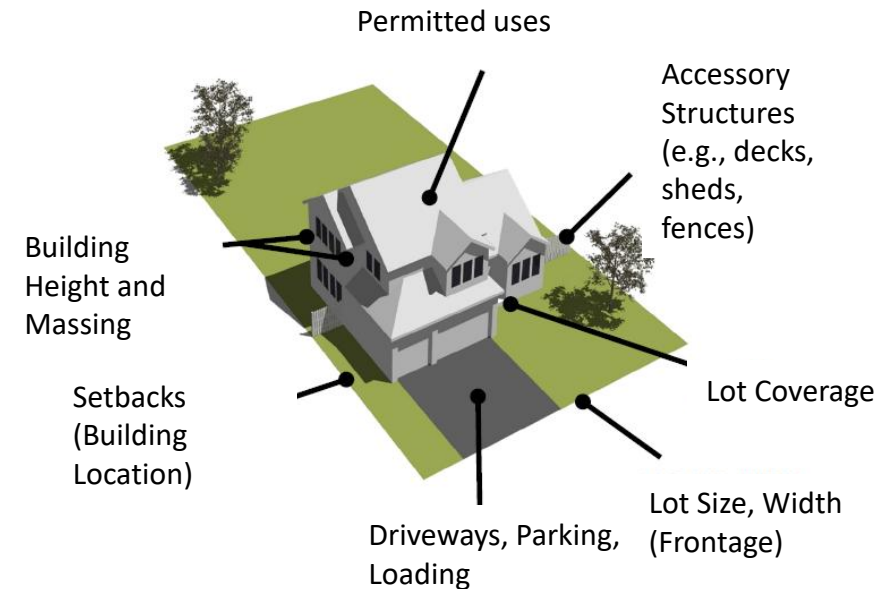 Permitted uses
Accessory
Structures
(e.g., decks,
sheds,
fences)
Building
Height and
Massing
Setbacks
(Building
Location)
Lot Coverage
Lot Size, Width
(Frontage)
Driveways, Parking,
Loading